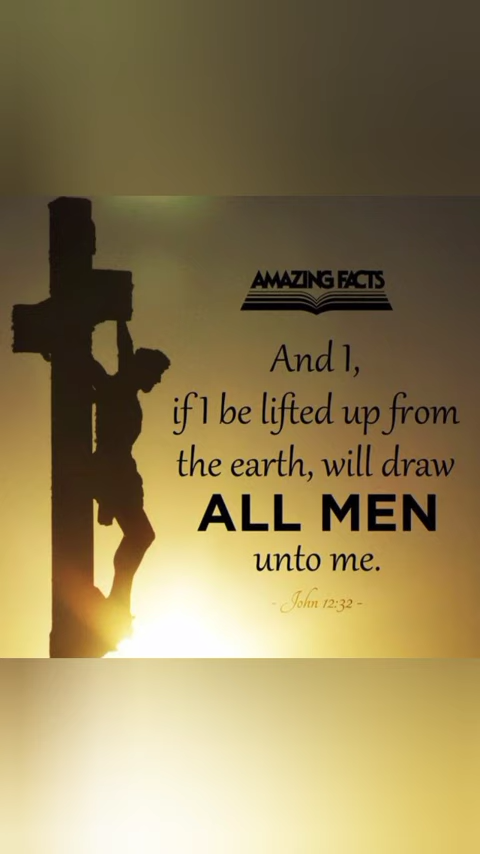 AMAZING FACTS
And I,
if I be lifted up from
the earth, will draw
ALL MEN
unto me.
- John 12:32 -